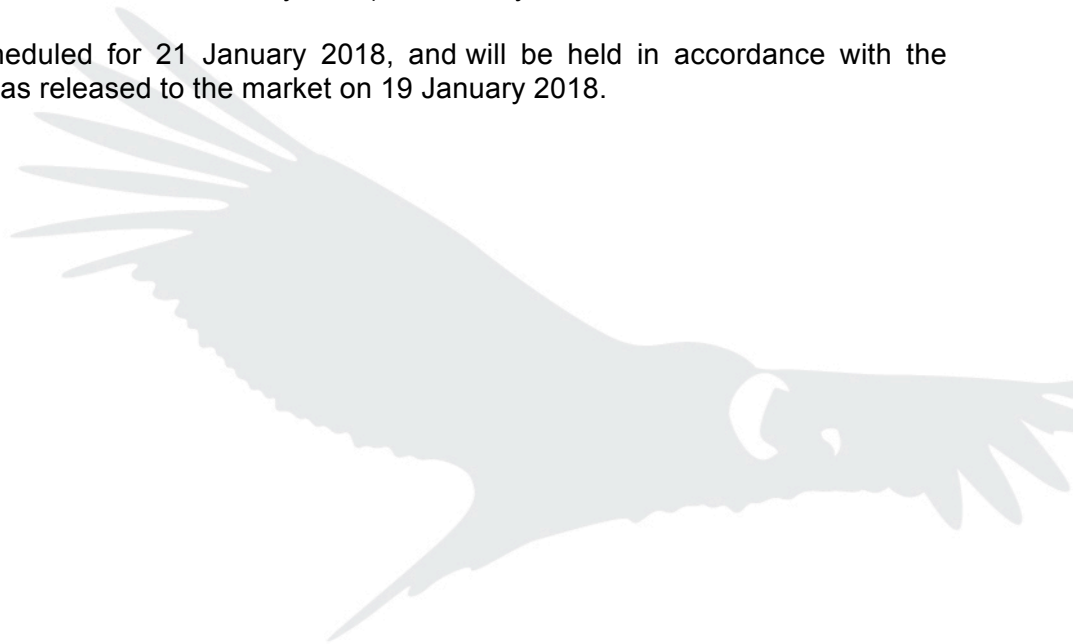 heduled for 21 January 2018, and will be held in accordance with the
as released to the market on 19 January 2018.